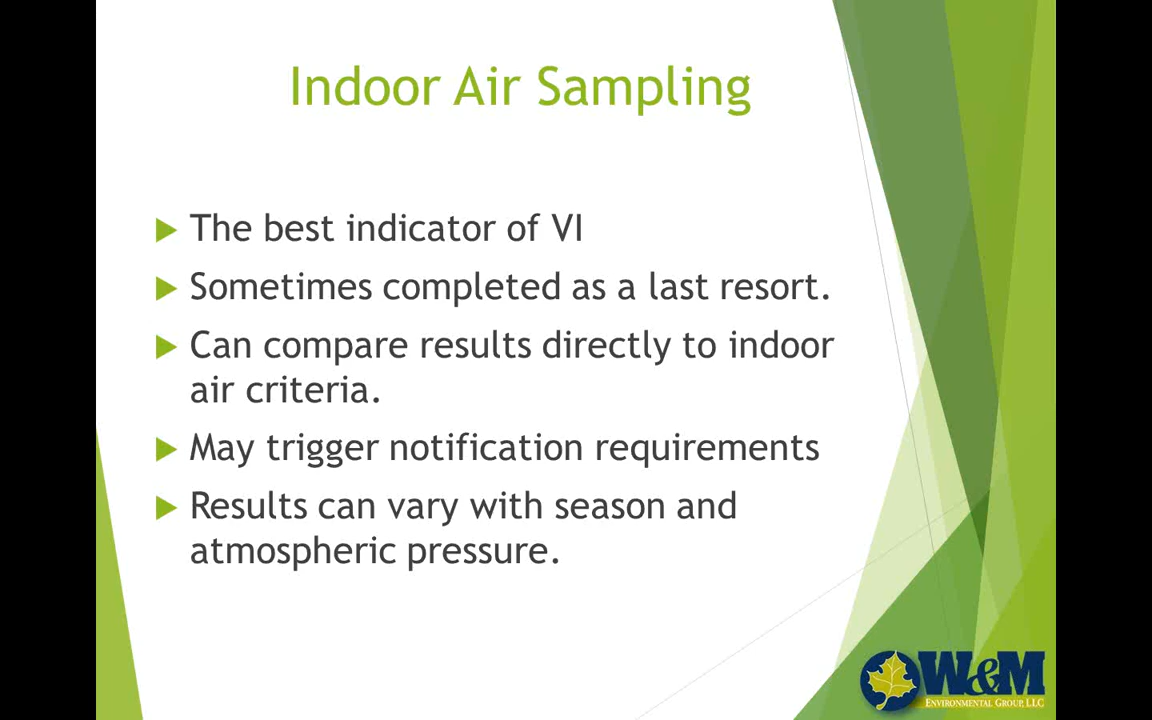 Indoor Air Sampling
The best indicator of VI
Sometimes completed as a last resort.
Can compare results directly to indoor
air criteria.
May trigger notification requirements
Results can vary with season and
atmospheric pressure.
W&M
ENVIRONMENTAL GROUP, LLC